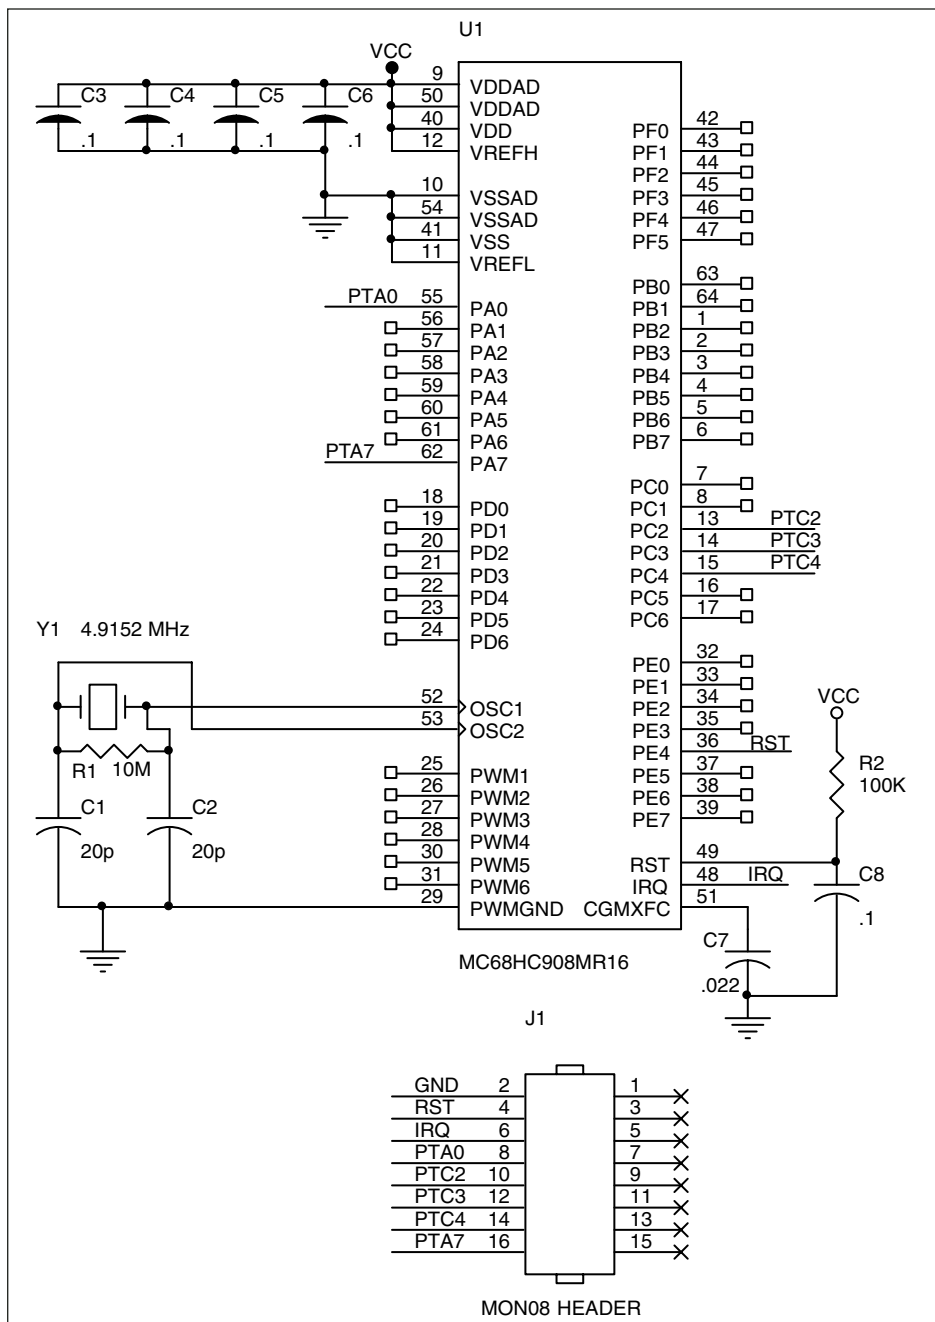 U1
VCC
C3 C4 C5 C6
.1 .1 .1 .1
9 VDDAD
50 VDDAD
40 VDD
12 VREFH
10 VSSAD
54 VSSAD
41 VSS
11 VREFL
PTA0 55 PA0
56 PA1
57 PA2
58 PA3
59 PA4
60 PA5
61 PA6
PTA7 62 PA7
18 PD0
19 PD1
20 PD2
21 PD3
22 PD4
23 PD5
24 PD6
Y1 4.9152 MHz
52 OSC1
53 OSC2
R1 10M
C1 C2
20p 20p
25 PWM1
26 PWM2
27 PWM3
28 PWM4
30 PWM5
31 PWM6
29 PWMGND
PF0 42
PF1 43
PF2 44
PF3 45
PF4 46
PF5 47
PB0 63
PB1 64
PB2 1
PB3 2
PB4 3
PB5 4
PB6 5
PB7 6
PC0 7
PC1 8
PC2 13 PTC2
PC3 14 PTC3
PC4 15 PTC4
PC5 16
PC6 17
PE0 32
PE1 33
PE2 34
PE3 35
PE4 36 RST
PE5 37
PE6 38
PE7 39
RST 49
IRQ 48 IRQ
CGMXFC 51
VCC
R2
100K
C8
.1
C7
.022
MC68HC908MR16
J1
GND 2 1
RST 4 3
IRQ 6 5
PTA0 8 7
PTC2 10 9
PTC3 12 11
PTC4 14 13
PTA7 16 15
MON08 HEADER